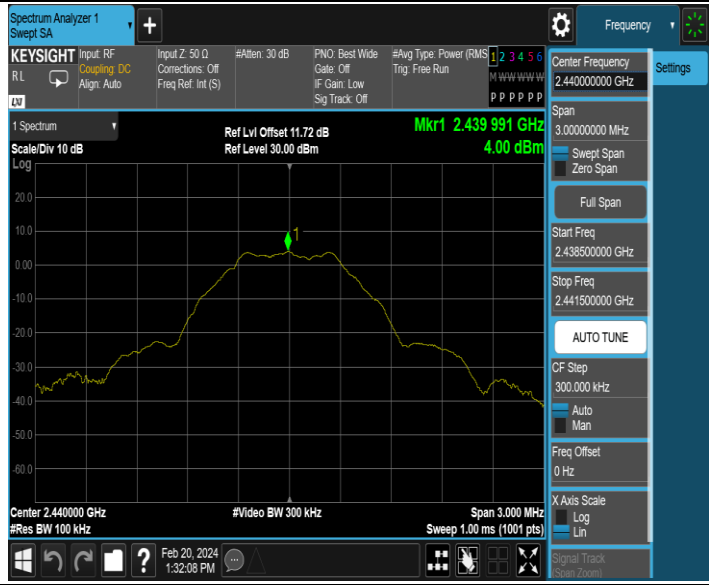 Spectrum Analyzer 1
Swept SA
+
Frequency
KEYSIGHT
RL
LXI
Input: RF
Coupling: DC
Align: Auto
Input Z: 50 Ω
Corrections: Off
Freq Ref: Int (S)
#Atten: 30 dB
PNO: Best Wide
Gate: Off
IF Gain: Low
Sig Track: Off
#Avg Type: Power (RMS
Trig: Free Run
1 2 3 4 5 6
M W W W W W
P P P P P P
Center Frequency
2.440000000 GHz
Settings
Span
3.00000000 MHz
Swept Span
Zero Span
Full Span
Start Freq
2.438500000 GHz
Stop Freq
2.441500000 GHz
AUTO TUNE
CF Step
300.000 kHz
Auto
Man
Freq Offset
0 Hz
X Axis Scale
Log
Lin
Signal Track
(Span Zoom)
1 Spectrum
Scale/Div 10 dB
Log
Ref Lvl Offset 11.72 dB
Ref Level 30.00 dBm
Mkr1 2.439 991 GHz
4.00 dBm
20.0
10.0
0.00
-10.0
-20.0
-30.0
-40.0
-50.0
-60.0
1
Center 2.440000 GHz
#Res BW 100 kHz
#Video BW 300 kHz
Span 3.000 MHz
Sweep 1.00 ms (1001 pts)
?
Feb 20, 2024
1:32:08 PM